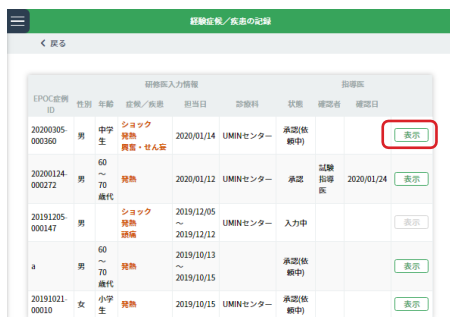 経験症候／疾患の記録
戻る
研修医入力情報 指導医
EPOC症例ID 性別 年齢 症候／疾患 担当日 診療科 状態 確認者 確認日
20200305-000360 男 中学生 ショック 発熱 興奮・せん妄 2020/01/14 UMINセンター 承認(依頼中) 表示
20200124-000272 男 60～70歳代 発熱 2020/01/12 UMINセンター 承認 試験指導医 2020/01/24 表示
20191205-000147 男 ショック 発熱 頭痛 2019/12/05～2019/12/12 UMINセンター 入力中 表示
a 男 60～70歳代 発熱 2019/10/13～2019/10/15 承認(依頼中) 表示
20191021-00010 女 小学生 発熱 2019/10/15 UMINセンター 承認(依頼中) 表示